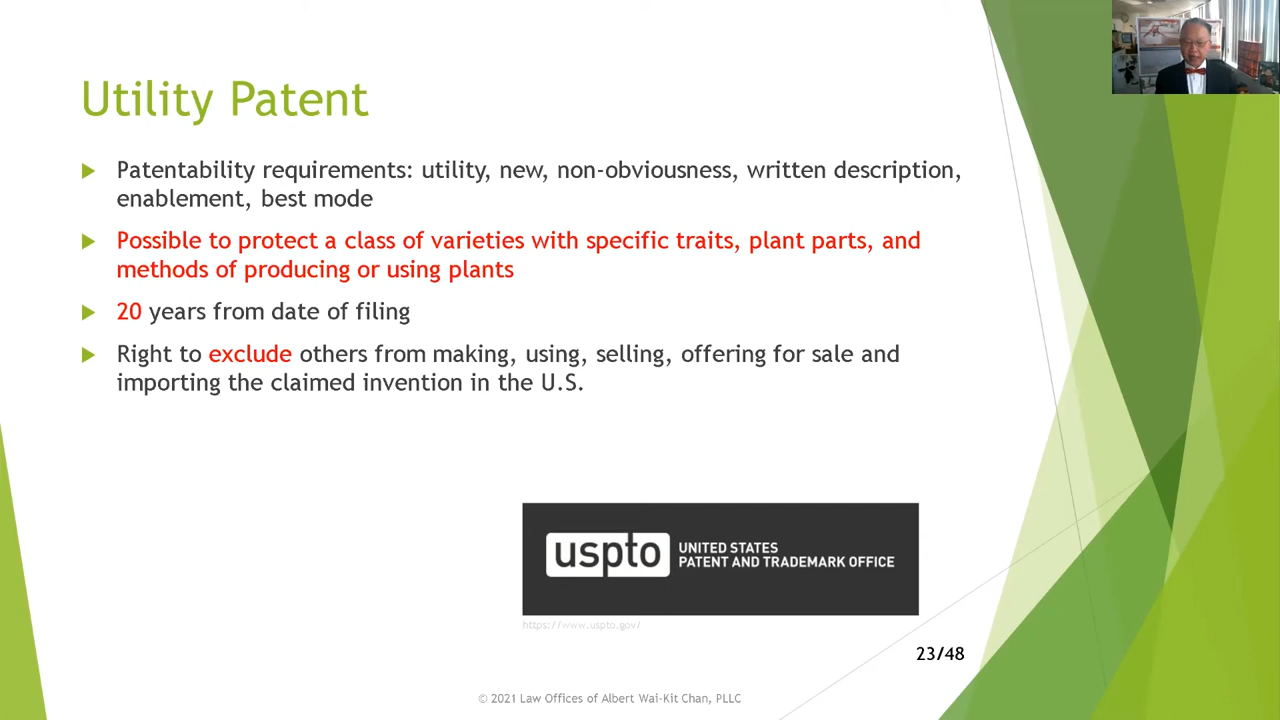 Utility Patent
Patentability requirements: utility, new, non-obviousness, written description,
enablement, best mode
Possible to protect a class of varieties with specific traits, plant parts, and
methods of producing or using plants
20 years from date of filing
Right to exclude others from making, using, selling, offering for sale and
importing the claimed invention in the U.S.
uspto
UNITED STATES
PATENT AND TRADEMARK OFFICE
https://www.uspto.gov/
23/48
© 2021 Law Offices of Albert Wai-Kit Chan, PLLC